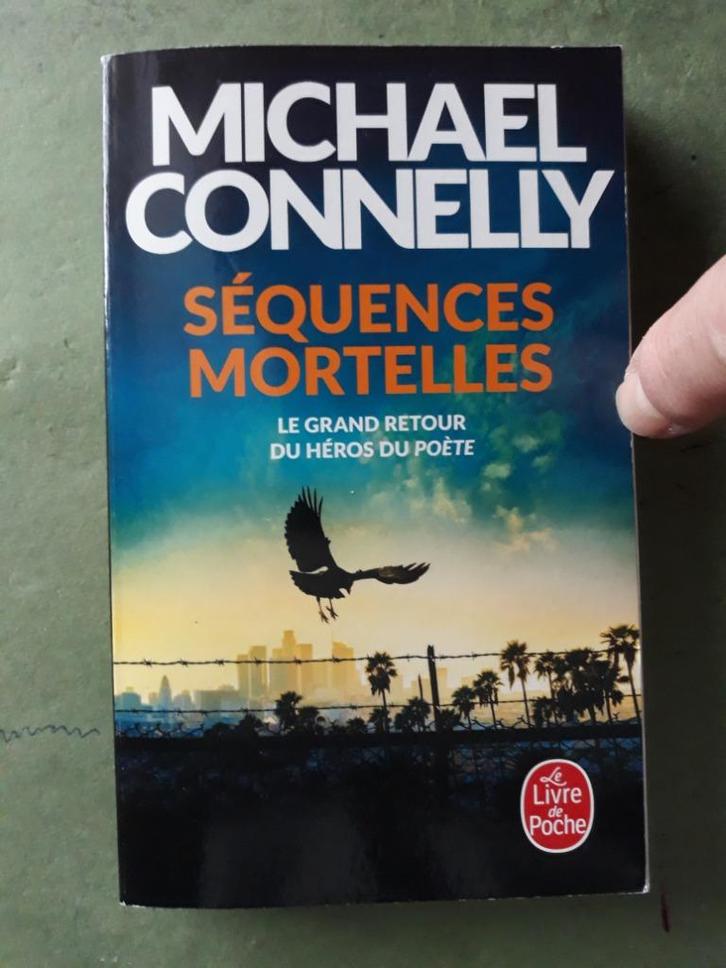 MICHAEL
CONNELLY
SÉQUENCES
MORTELLES
LE GRAND RETOUR
DU HÉROS DU POÈTE
Le
Livre
de
Poche